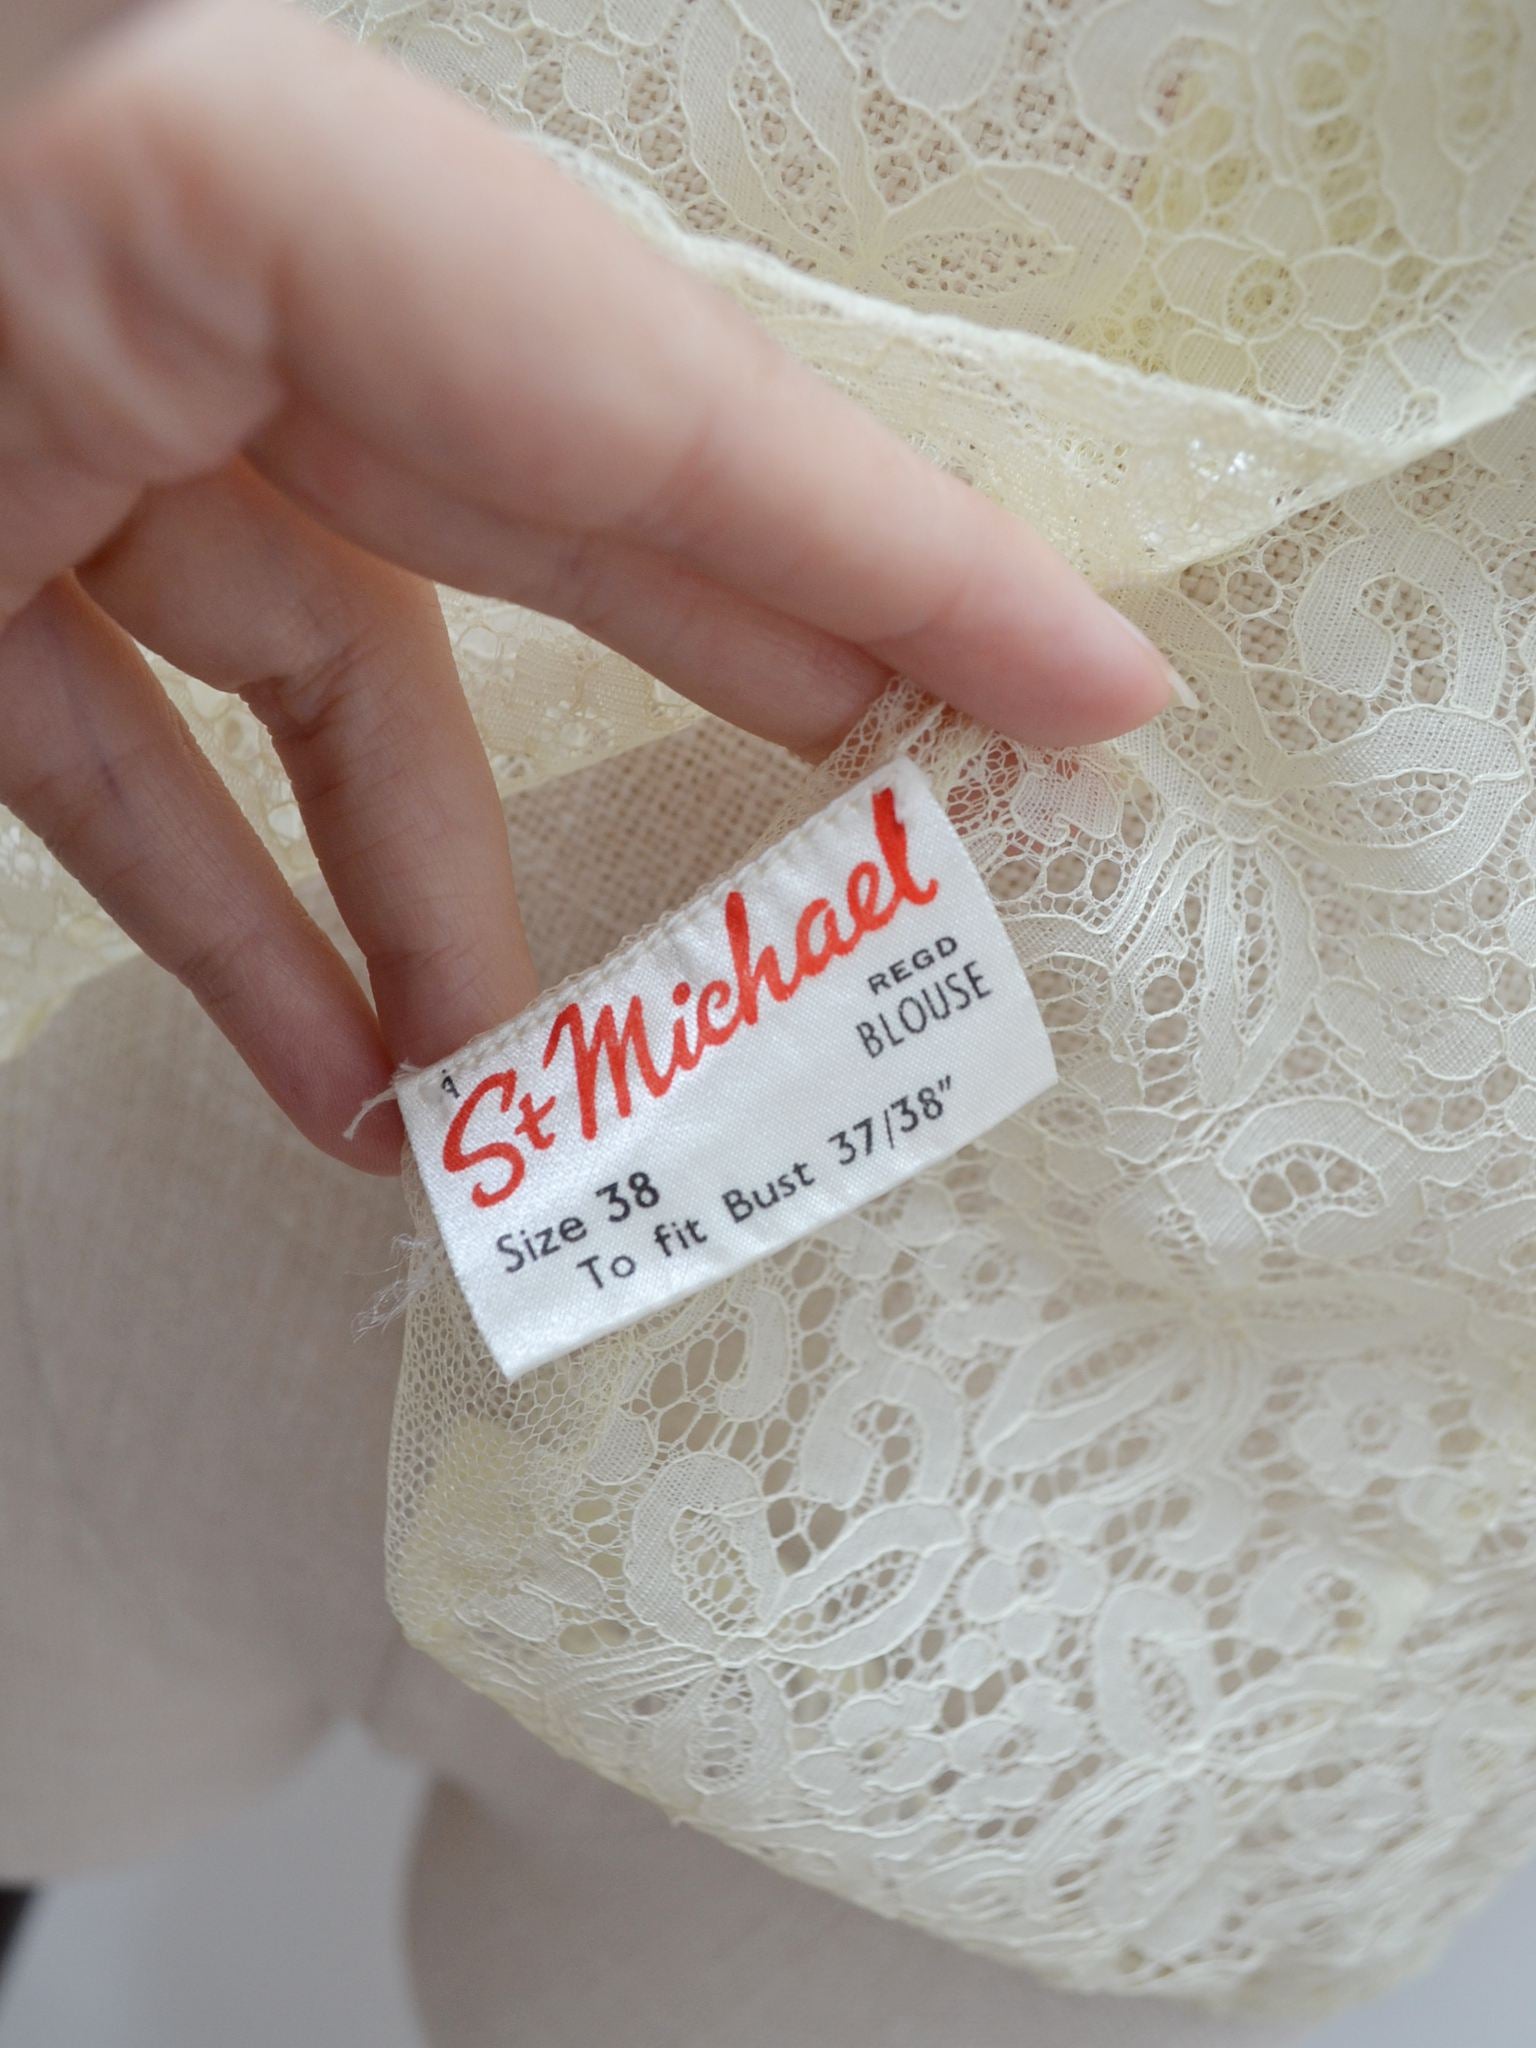 St Michael
REGD
BLOUSE
Size 38
To fit Bust 37/38"